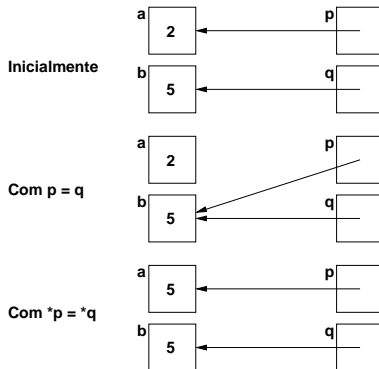 a 2 p
Inicialmente
b 5 q
a 2 p
Com p = q
b 5 q
a 5 p
Com *p = *q
b 5 q